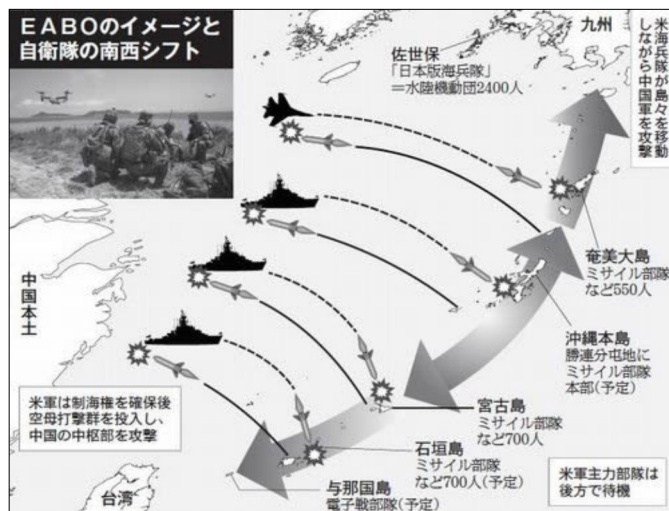 EABOのイメージと
自衛隊の南西シフト
佐世保
「日本版海兵隊」
=水陸機動団2400人
九州
米海兵隊が島々を移動
しながら中国軍を攻撃
奄美大島
ミサイル部隊
など550人
沖縄本島
勝連分屯地に
ミサイル部隊
本部(予定)
中国本土
宮古島
ミサイル部隊
など700人
米軍は制海権を確保後
空母打撃群を投入し、
中国の中枢部を攻撃
石垣島
ミサイル部隊
など700人(予定)
米軍主力部隊は
後方で待機
与那国島
電子戦部隊(予定)
台湾